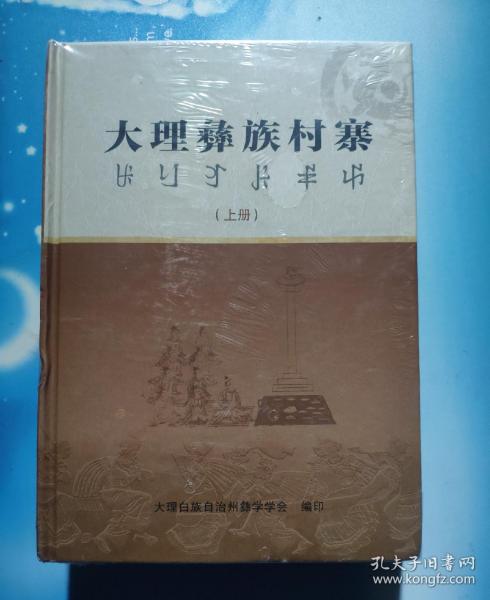 大理彝族村寨
（上册）
大理白族自治州彝学学会 编印
孔夫子旧书网
www.kongfz.com